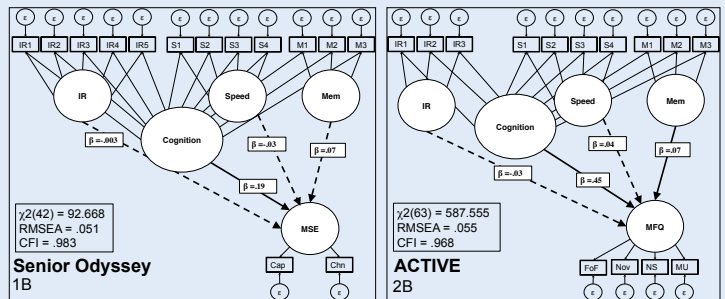 ε ε ε ε ε ε ε ε ε ε ε ε
IR1 IR2 IR3 IR4 IR5 S1 S2 S3 S4 M1 M2 M3
IR Speed Mem
Cognition
β=-.003 β =-.03 β =.07
β =.19
χ2(42) = 92.668
RMSEA = .051
CFI = .983
MSE
Senior Odyssey
1B
Cap Chn
ε ε
ε ε ε ε ε ε ε ε ε ε
IR1 IR2 IR3 S1 S2 S3 S4 M1 M2 M3
IR Speed Mem
Cognition
β =-.03 β =.04 β =.07
β =.45
χ2(63) = 587.555
RMSEA = .055
CFI = .968
MFQ
ACTIVE
2B
FoF Nov NS MU
ε ε ε ε